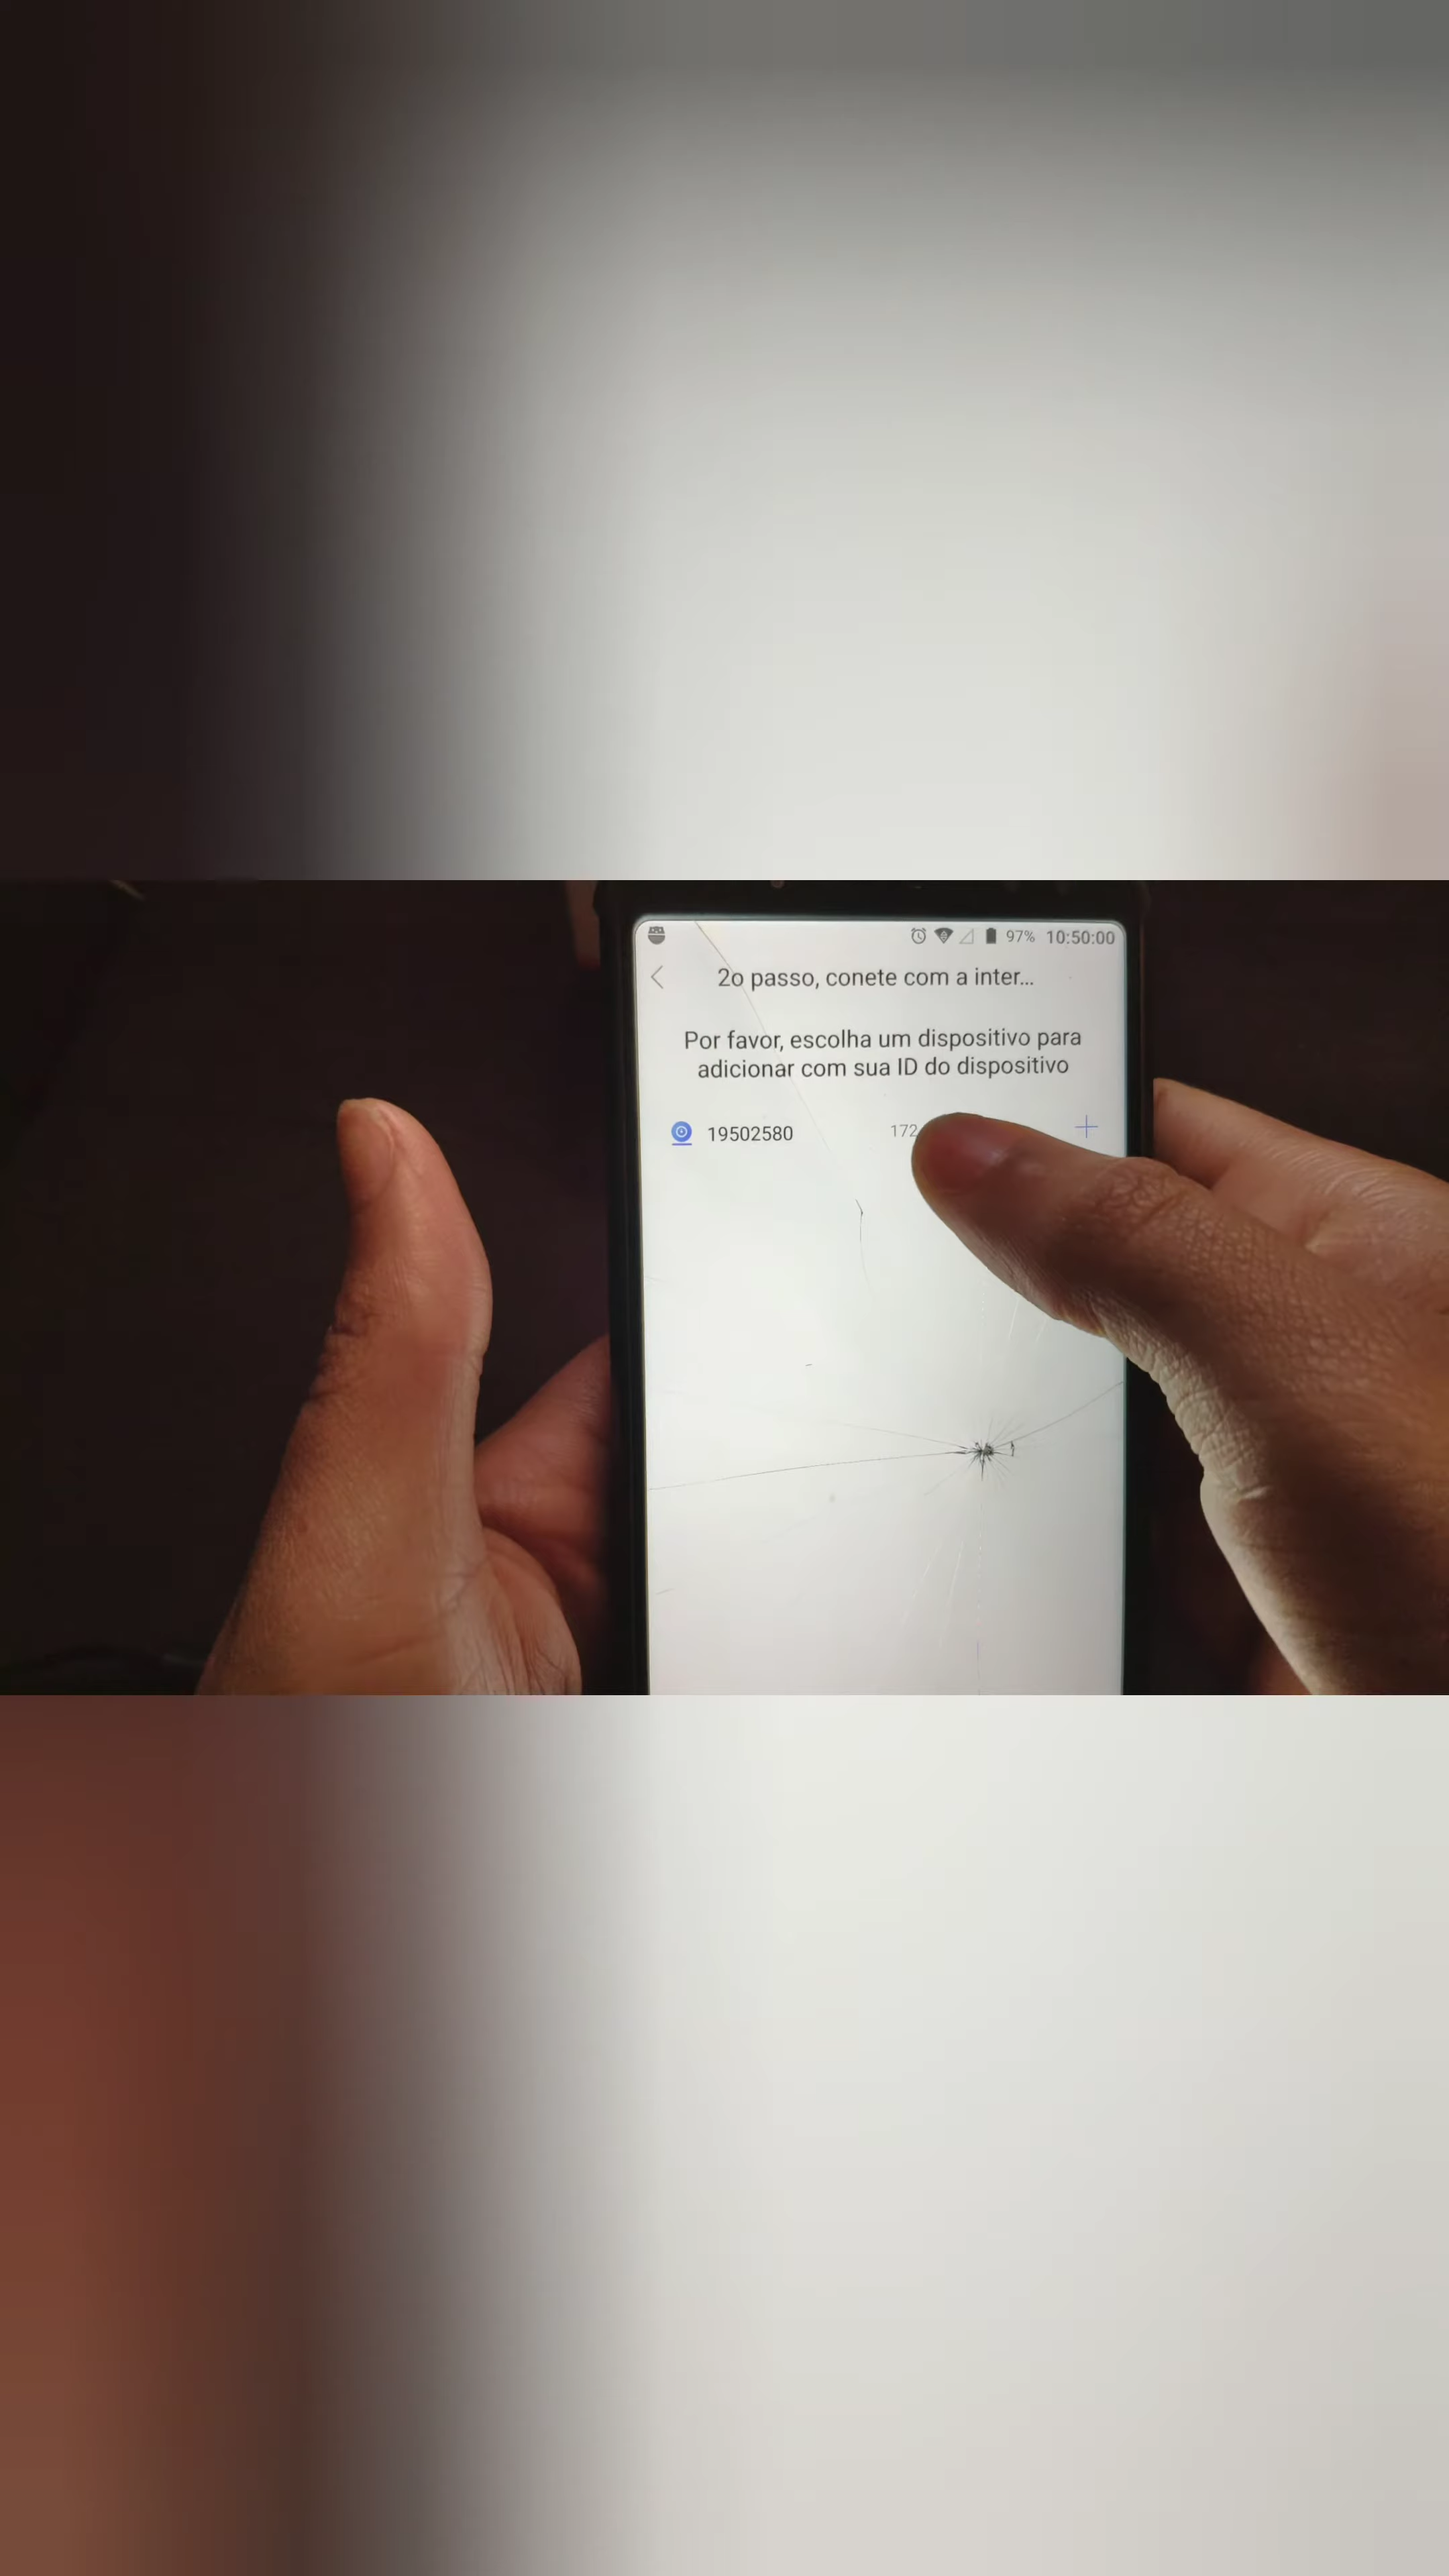 97% 10:50:00
2o passo, conete com a inter...
Por favor, escolha um dispositivo para
adicionar com sua ID do dispositivo
19502580 172